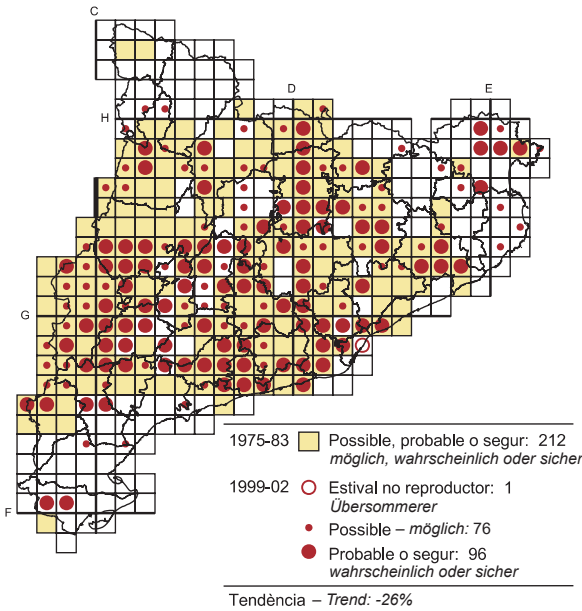 C
D
E
H
G
F
1975-83 Possible, probable o segur: 212
möglich, wahrscheinlich oder sicher
1999-02 Estival no reproductor: 1
Übersommerer
Possible – möglich: 76
Probable o segur: 96
wahrscheinlich oder sicher
Tendència – Trend: -26%